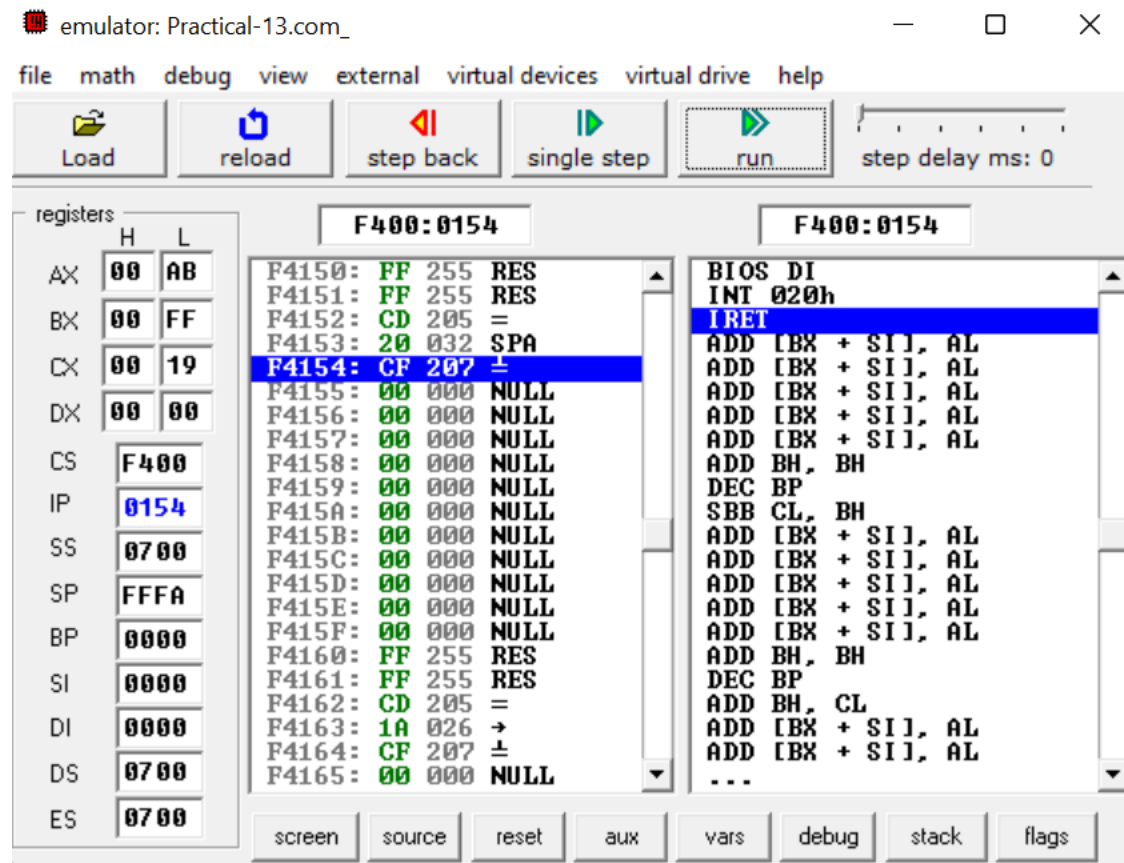 emulator: Practical-13.com_
file math debug view external virtual devices virtual drive help
Load reload step back single step run step delay ms: 0
registers
H L
F400:0154 F400:0154
AX 00 AB
BX 00 FF
CX 00 19
DX 00 00
CS F400
IP 0154
SS 0700
SP FFFA
BP 0000
SI 0000
DI 0000
DS 0700
ES 0700
F4150: FF 255 RES
F4151: FF 255 RES
F4152: CD 205 =
F4153: 20 032 SPA
F4154: CF 207 ╧
F4155: 00 000 NULL
F4156: 00 000 NULL
F4157: 00 000 NULL
F4158: 00 000 NULL
F4159: 00 000 NULL
F415A: 00 000 NULL
F415B: 00 000 NULL
F415C: 00 000 NULL
F415D: 00 000 NULL
F415E: 00 000 NULL
F415F: 00 000 NULL
F4160: FF 255 RES
F4161: FF 255 RES
F4162: CD 205 =
F4163: 1A 026 →
F4164: CF 207 ╧
F4165: 00 000 NULL
BIOS DI
INT 020h
IRET
ADD [BX + SI], AL
ADD [BX + SI], AL
ADD [BX + SI], AL
ADD [BX + SI], AL
ADD [BX + SI], AL
ADD BH, BH
DEC BP
SBB CL, BH
ADD [BX + SI], AL
ADD [BX + SI], AL
ADD [BX + SI], AL
ADD [BX + SI], AL
ADD [BX + SI], AL
ADD BH, BH
DEC BP
ADD BH, CL
ADD [BX + SI], AL
ADD [BX + SI], AL
...
screen source reset aux vars debug stack flags